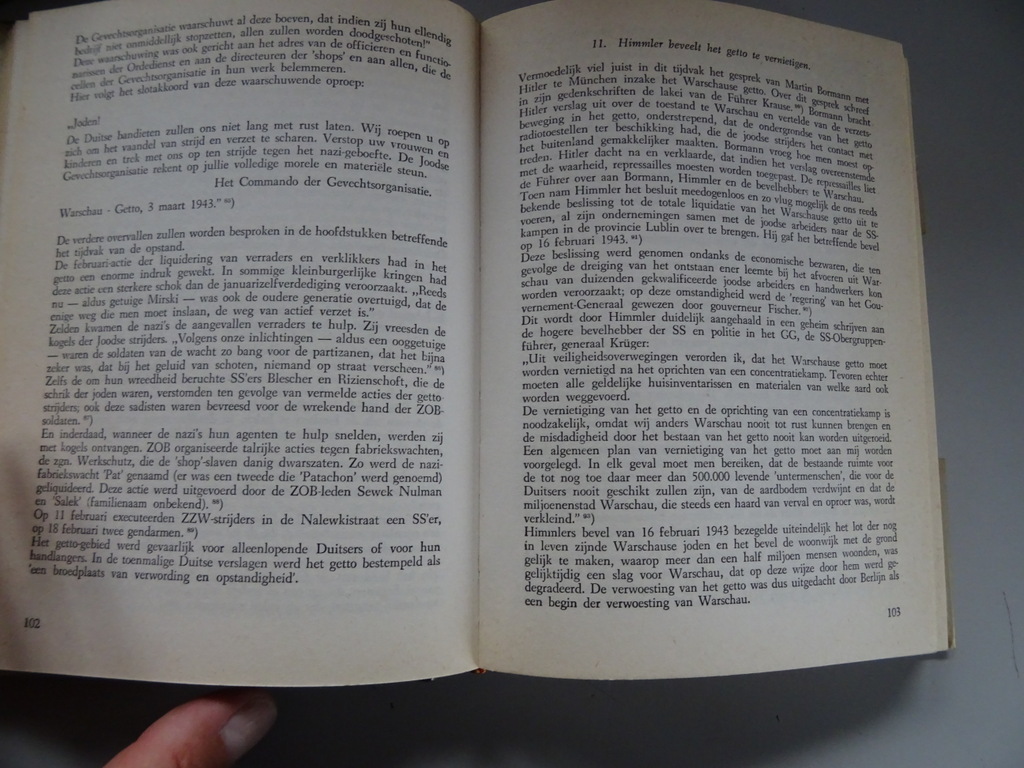 De Gevechtsorganisatie waarschuwt al deze boeven, dat indien zij hun ellendig
bedrijf niet onmiddellijk stopzetten, allen zullen worden doodgeschoten!"
Deze waarschuwing was ook gericht aan het adres van de officieren en functio-
narissen der Ordedienst en aan de directeuren der 'shops' en aan allen, die de
cellen der Gevechtsorganisatie in hun werk belemmeren.
Hier volgt het slotakkoord van deze waarschuwende oproep:
„Joden!
De Duitse bandieten zullen ons niet lang met rust laten. Wij roepen u op
zich om het vaandel van strijd en verzet te scharen. Verstop uw vrouwen en
kinderen en trek met ons op ten strijde tegen het nazi-geboefte. De Joodse
Gevechtsorganisatie rekent op jullie volledige morele en materiële steun.
Het Commando der Gevechtsorganisatie.
Warschau - Getto, 3 maart 1943."
De verdere overvallen zullen worden besproken in de hoofdstukken betreffende
het tijdvak van de opstand.
De februari-actie der liquidering van verraders en verklikkers had in het
getto een enorme indruk gewekt. In sommige kleinburgerlijke kringen had
deze actie een sterkere schok dan de januarizelfverdediging veroorzaakt. „Reeds
nu — aldus getuige Mirski — was ook de oudere generatie overtuigd, dat de
enige weg die men moet inslaan, de weg van actief verzet is."
Zelden kwamen de nazi's de aangevallen verraders te hulp. Zij vreesden de
kogels der Joodse strijders. „Volgens onze inlichtingen — aldus een ooggetuige
— waren de soldaten van de wacht zo bang voor de partizanen, dat het bijna
zeker was, dat bij het geluid van schoten, niemand op straat verscheen."
Zelfs de om hun wreedheid beruchte SS'ers Blescher en Rizienschoft, die de
schrik der joden waren, verstomden ten gevolge van vermelde acties der getto-
strijders; ook deze sadisten waren bevreesd voor de wrekende hand der ZOB-
soldaten. ⁸⁷)
En inderdaad, wanneer de nazi's hun agenten te hulp snelden, werden zij
met kogels ontvangen. ZOB organiseerde talrijke acties tegen fabriekswachten,
de zgn. Werkschutz, die de 'shop'-slaven danig dwarszaten. Zo werd de nazi-
fabriekswacht 'Pat' genaamd (er was een tweede die 'Patachon' werd genoemd)
geliquideerd. Deze actie werd uitgevoerd door de ZOB-leden Sewek Nulman
en 'Salek' (familienaam onbekend). ⁸⁸)
Op 11 februari executeerden ZZW-strijders in de Nalewkistraat een SS'er,
op 18 februari twee gendarmen. ⁸⁹)
Het getto-gebied werd gevaarlijk voor alleenlopende Duitsers of voor hun
handlangers. In de toenmalige Duitse verslagen werd het getto bestempeld als
'een broedplaats van verwording en opstandigheid'.
102
11. Himmler beveelt het getto te vernietigen.
Vermoedelijk viel juist in dit tijdvak het gesprek van Martin Bormann met
Hitler te München inzake het Warschause getto. Over dit gesprek schreef
in zijn gedenkschriften de lakei van de Führer Krause. Bormann bracht
Hitler verslag uit over de toestand te Warschau en vertelde van de verzets-
beweging in het getto, onderstrepend, dat de ondergrondse van het getto
radiotoestellen ter beschikking had, die de joodse strijders het contact met
het buitenland gemakkelijker maakten. Bormann vroeg hoe men moest op-
treden. Hitler dacht na en verklaarde, dat indien het verslag overeenstemde
met de waarheid, repressailles moesten worden toegepast. De repressailles liet
de Führer over aan Bormann, Himmler en de bevelhebbers te Warschau.
Toen nam Himmler het besluit meedogenloos en zo vlug mogelijk de ons reeds
bekende beslissing tot de totale liquidatie van het Warschause getto uit te
voeren, al zijn ondernemingen samen met de joodse arbeiders naar de SS-
kampen in de provincie Lublin over te brengen. Hij gaf het betreffende bevel
op 16 februari 1943. ⁹¹)
Deze beslissing werd genomen ondanks de economische bezwaren, die ten
gevolge de dreiging van het ontstaan ener leemte bij het afvoeren uit War-
schau van duizenden gekwalificeerde joodse arbeiders en handwerkers kon
worden veroorzaakt; op deze omstandigheid werd de 'regering' van het Gou-
vernement-Generaal gewezen door gouverneur Fischer.
Dit wordt door Himmler duidelijk aangehaald in een geheim schrijven aan
de hogere bevelhebber der SS en politie in het GG, de SS-Obergruppen-
führer, generaal Krüger:
„Uit veiligheidsoverwegingen verorden ik, dat het Warschause getto moet
worden vernietigd na het oprichten van een concentratiekamp. Tevoren echter
moeten alle geldelijke huisinventarissen en materialen van welke aard ook
worden weggevoerd.
De vernietiging van het getto en de oprichting van een concentratiekamp is
noodzakelijk, omdat wij anders Warschau nooit tot rust kunnen brengen en
de misdadigheid door het bestaan van het getto nooit kan worden uitgeroeid.
Een algemeen plan van vernietiging van het getto moet aan mij worden
voorgelegd. In elk geval moet men bereiken, dat de bestaande ruimte voor
de tot nog toe daar meer dan 500.000 levende 'untermenschen', die voor de
Duitsers nooit geschikt zullen zijn, van de aardbodem verdwijnt en dat de
miljoenenstad Warschau, die steeds een haard van verval en oproer was, wordt
verkleind."
Himmlers bevel van 16 februari 1943 bezegelde uiteindelijk het lot der nog
in leven zijnde Warschause joden en het bevel de woonwijk met de grond
gelijk te maken, waarop meer dan een half miljoen mensen woonden, was
gelijktijdig een slag voor Warschau, dat op deze wijze door hem werd ge-
degradeerd. De verwoesting van het getto was dus uitgedacht door Berlijn als
een begin der verwoesting van Warschau.
103